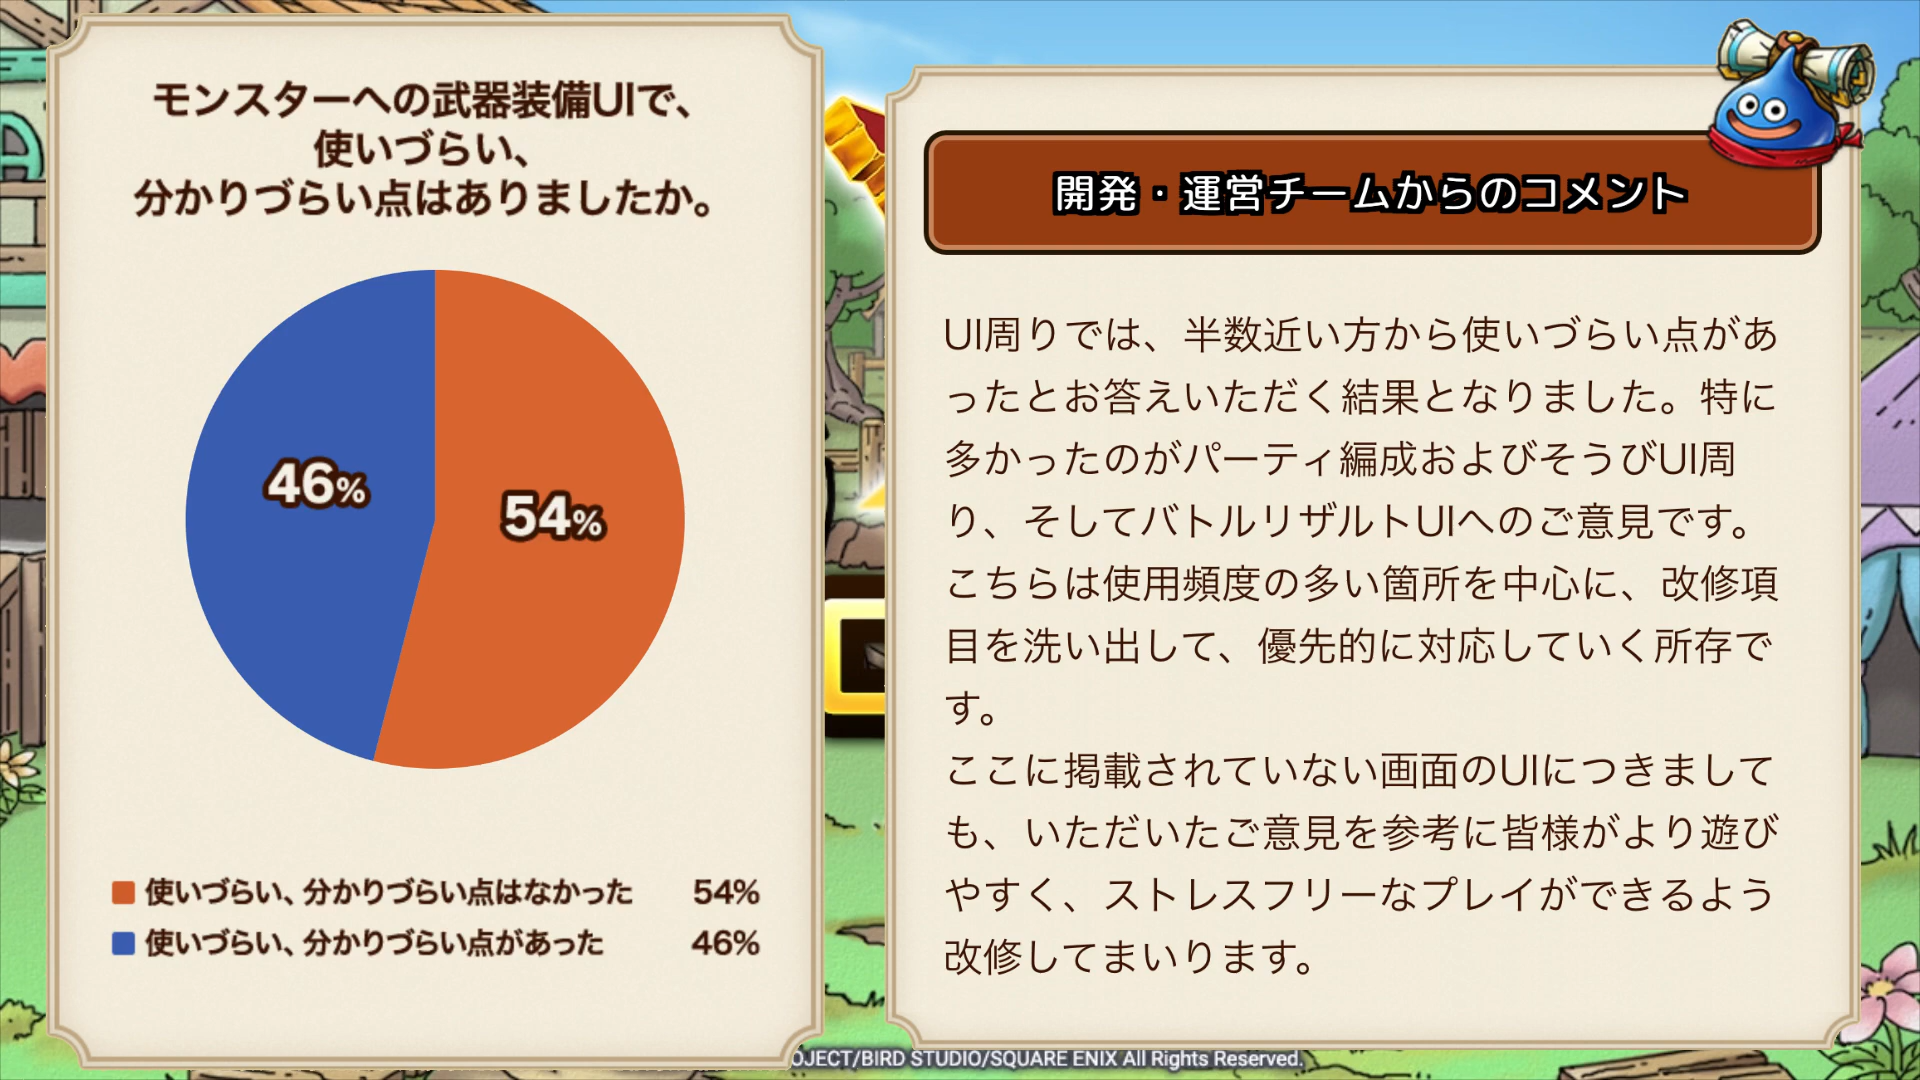 モンスターへの武器装備UIで、
使いづらい、
分かりづらい点はありましたか。
46%
54%
使いづらい、分かりづらい点はなかった 54%
使いづらい、分かりづらい点があった 46%
開発・運営チームからのコメント
UI周りでは、半数近い方から使いづらい点があ
ったとお答えいただく結果となりました。特に
多かったのがパーティ編成およびそうびUI周
り、そしてバトルリザルトUIへのご意見です。
こちらは使用頻度の多い箇所を中心に、改修項
目を洗い出して、優先的に対応していく所存で
す。
ここに掲載されていない画面のUIにつきまして
も、いただいたご意見を参考に皆様がより遊び
やすく、ストレスフリーなプレイができるよう
改修してまいります。
OJECT/BIRD STUDIO/SQUARE ENIX All Rights Reserved.